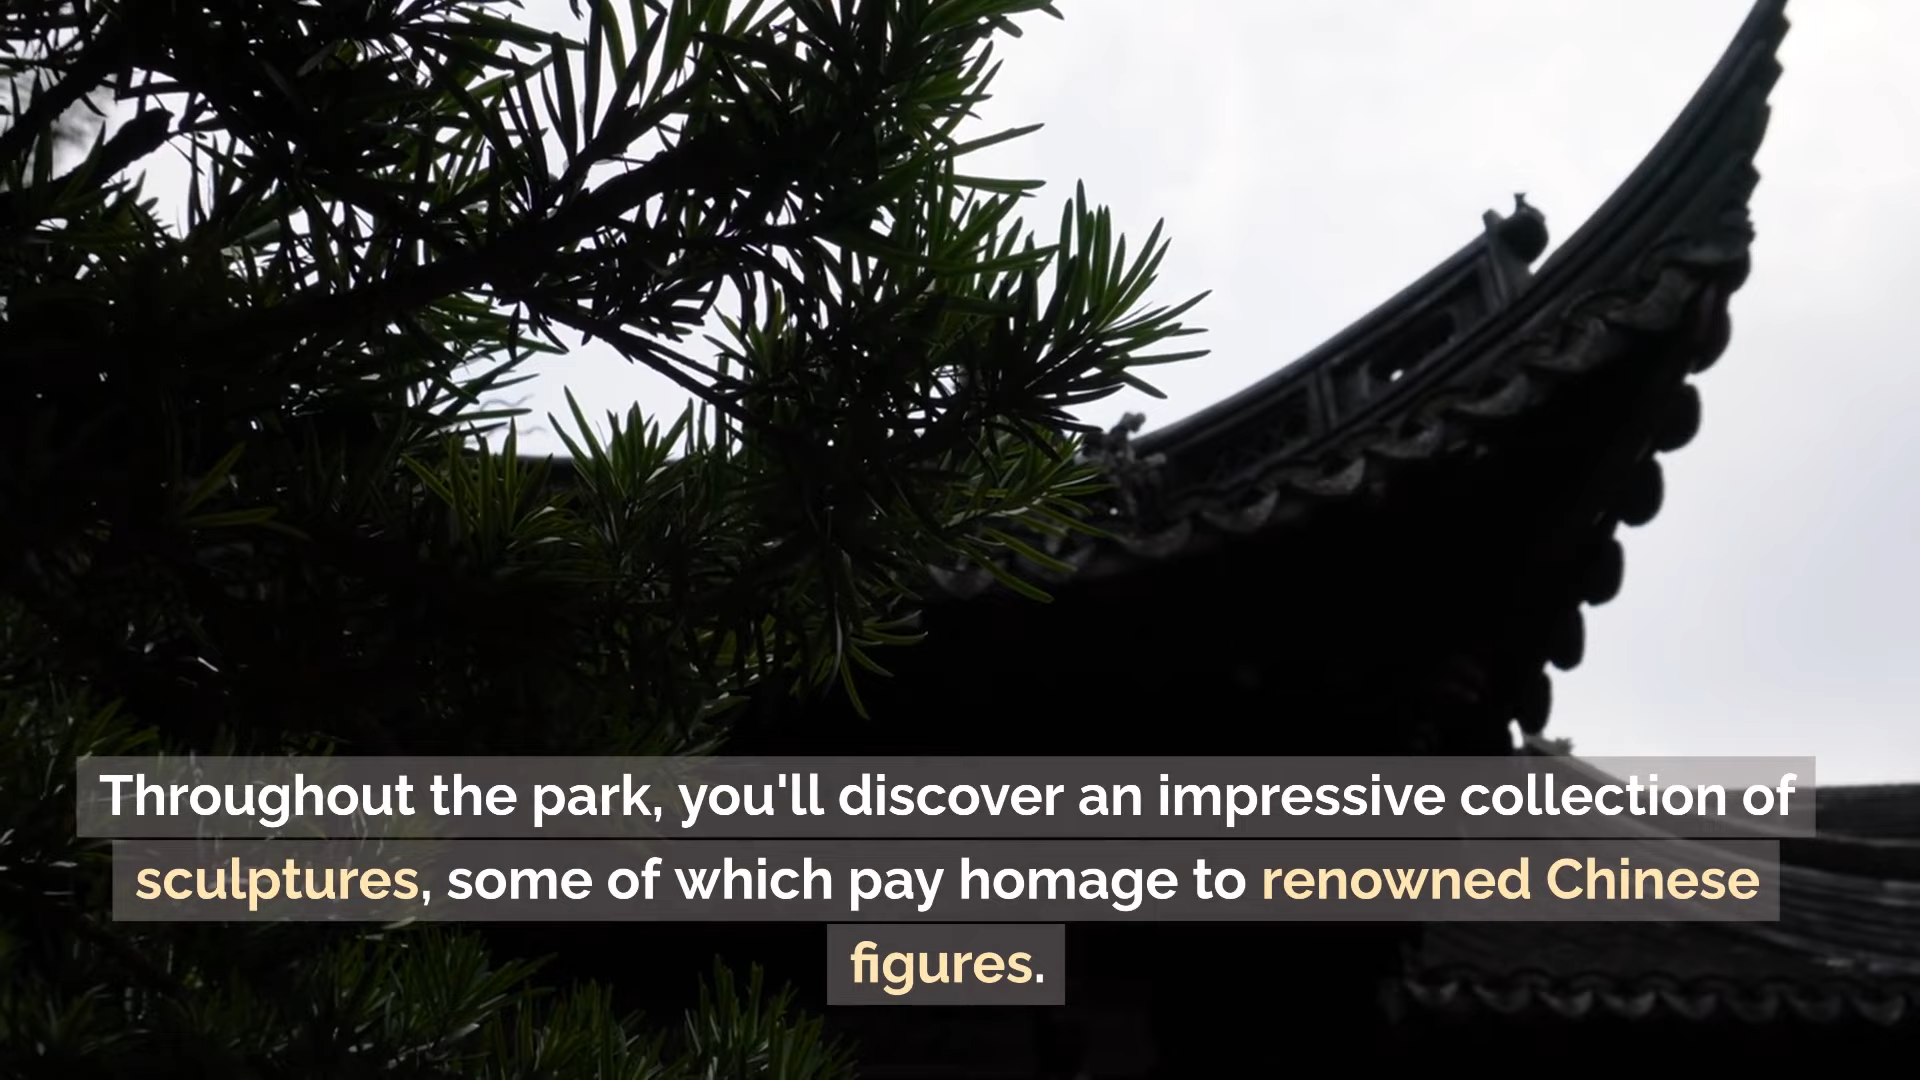 Throughout the park, you'll discover an impressive collection of
sculptures, some of which pay homage to renowned Chinese
figures.